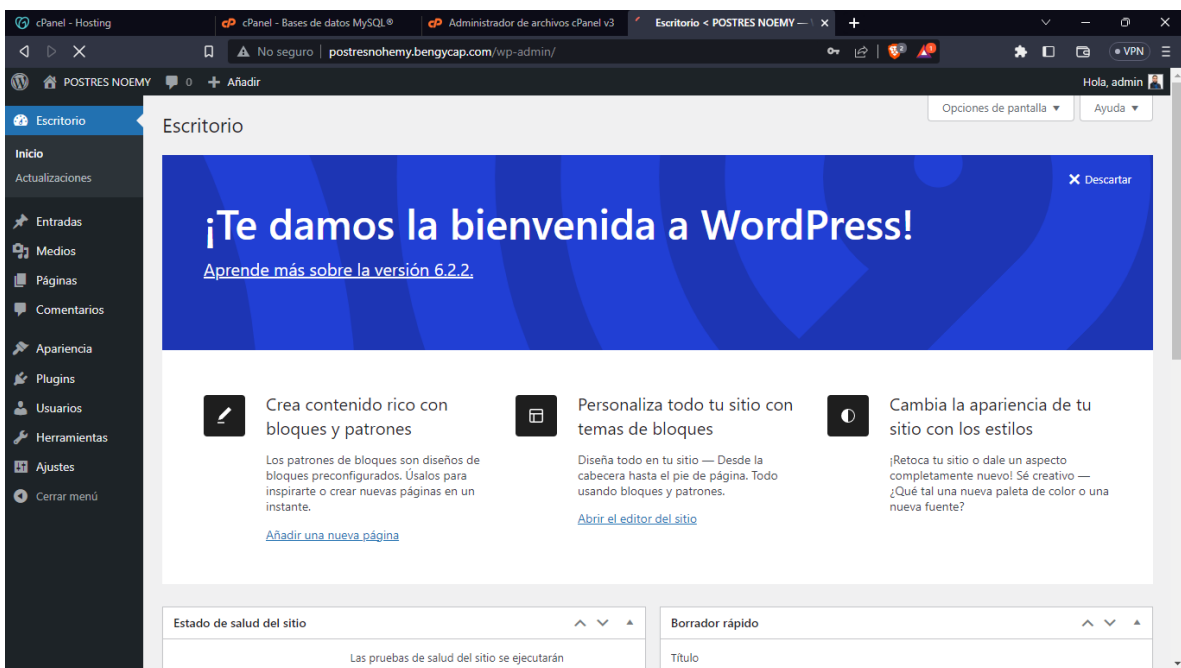 cPanel - Hosting
cPanel - Bases de datos MySQL®
Administrador de archivos cPanel v3
Escritorio < POSTRES NOEMY —
No seguro | postresnohemy.bengycap.com/wp-admin/
2
VPN
POSTRES NOEMY
0
Añadir
Hola, admin
Escritorio
Inicio
Actualizaciones
Entradas
Medios
Páginas
Comentarios
Apariencia
Plugins
Usuarios
Herramientas
Ajustes
Cerrar menú
Opciones de pantalla
Ayuda
Escritorio
Descartar
¡Te damos la bienvenida a WordPress!
Aprende más sobre la versión 6.2.2.
Crea contenido rico con
bloques y patrones
Los patrones de bloques son diseños de
bloques preconfigurados. Úsalos para
inspirarte o crear nuevas páginas en un
instante.
Añadir una nueva página
Personaliza todo tu sitio con
temas de bloques
Diseña todo en tu sitio — Desde la
cabecera hasta el pie de página. Todo
usando bloques y patrones.
Abrir el editor del sitio
Cambia la apariencia de tu
sitio con los estilos
¡Retoca tu sitio o dale un aspecto
completamente nuevo! Sé creativo —
¿Qué tal una nueva paleta de color o una
nueva fuente?
Estado de salud del sitio
Las pruebas de salud del sitio se ejecutarán
Borrador rápido
Título